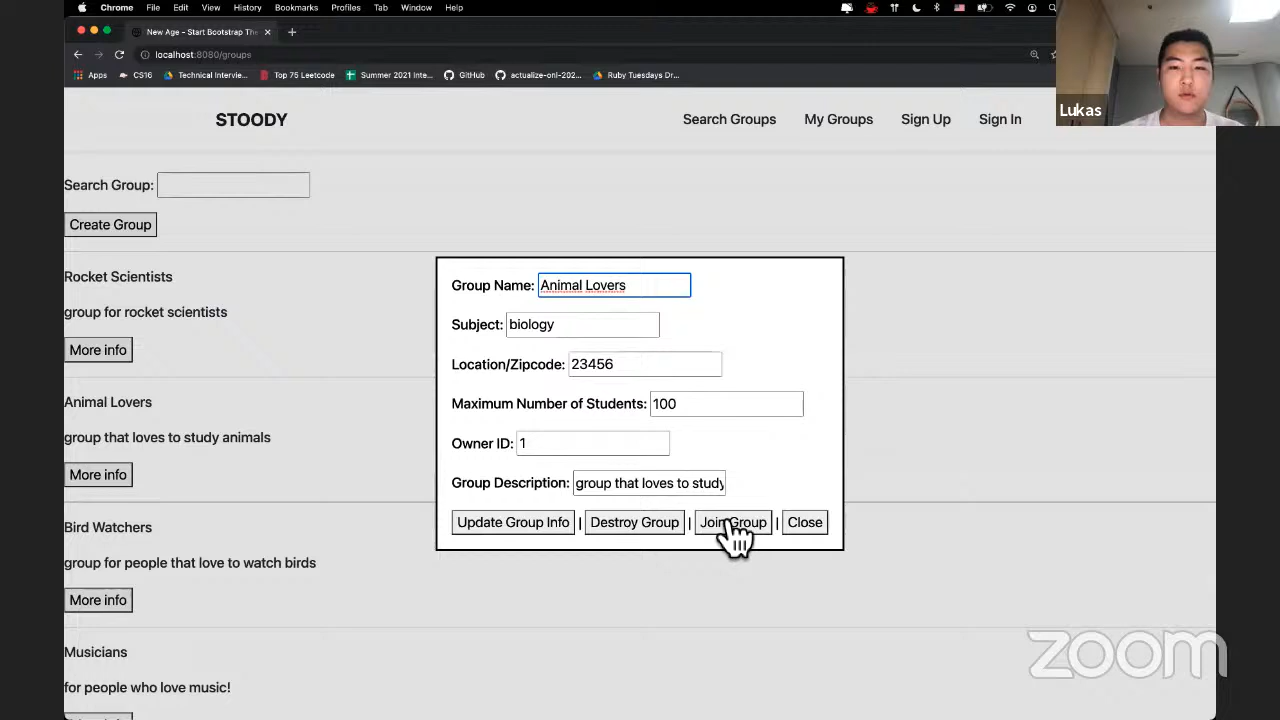 Chrome File Edit View History Bookmarks Profiles Tab Window Help
New Age - Start Bootstrap The
localhost:8080/groups
Apps CS16 Technical Intervie... Top 75 Leetcode Summer 2021 Inte... GitHub actualize-onl-202... Ruby Tuesdays Dr...
Lukas
STOODY Search Groups My Groups Sign Up Sign In
Search Group:
Create Group
Rocket Scientists
group for rocket scientists
More info
Animal Lovers
group that loves to study animals
More info
Bird Watchers
group for people that love to watch birds
More info
Musicians
for people who love music!
Group Name: Animal Lovers
Subject: biology
Location/Zipcode: 23456
Maximum Number of Students: 100
Owner ID: 1
Group Description: group that loves to study
Update Group Info | Destroy Group | Join Group | Close
zoom